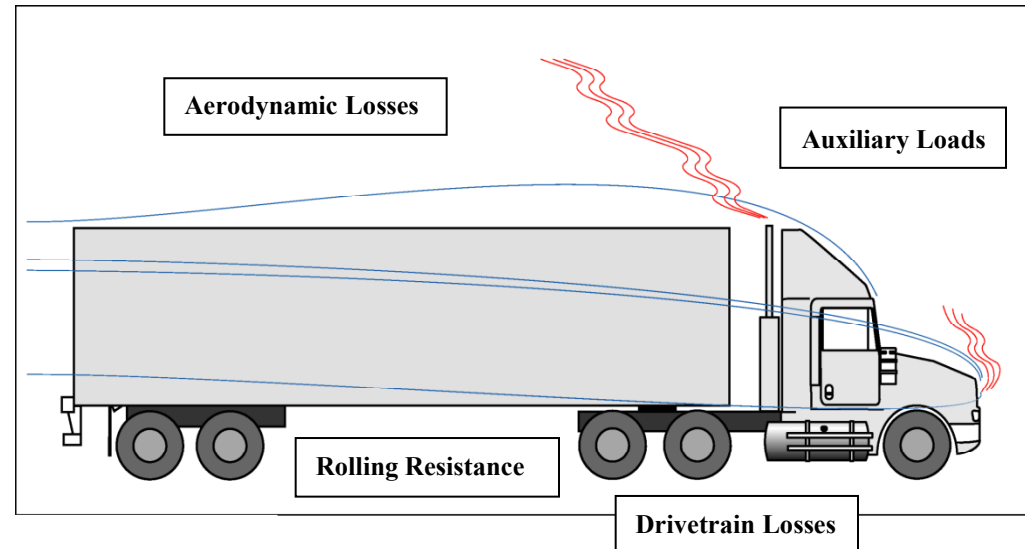 Aerodynamic Losses
Auxiliary Loads
Rolling Resistance
Drivetrain Losses